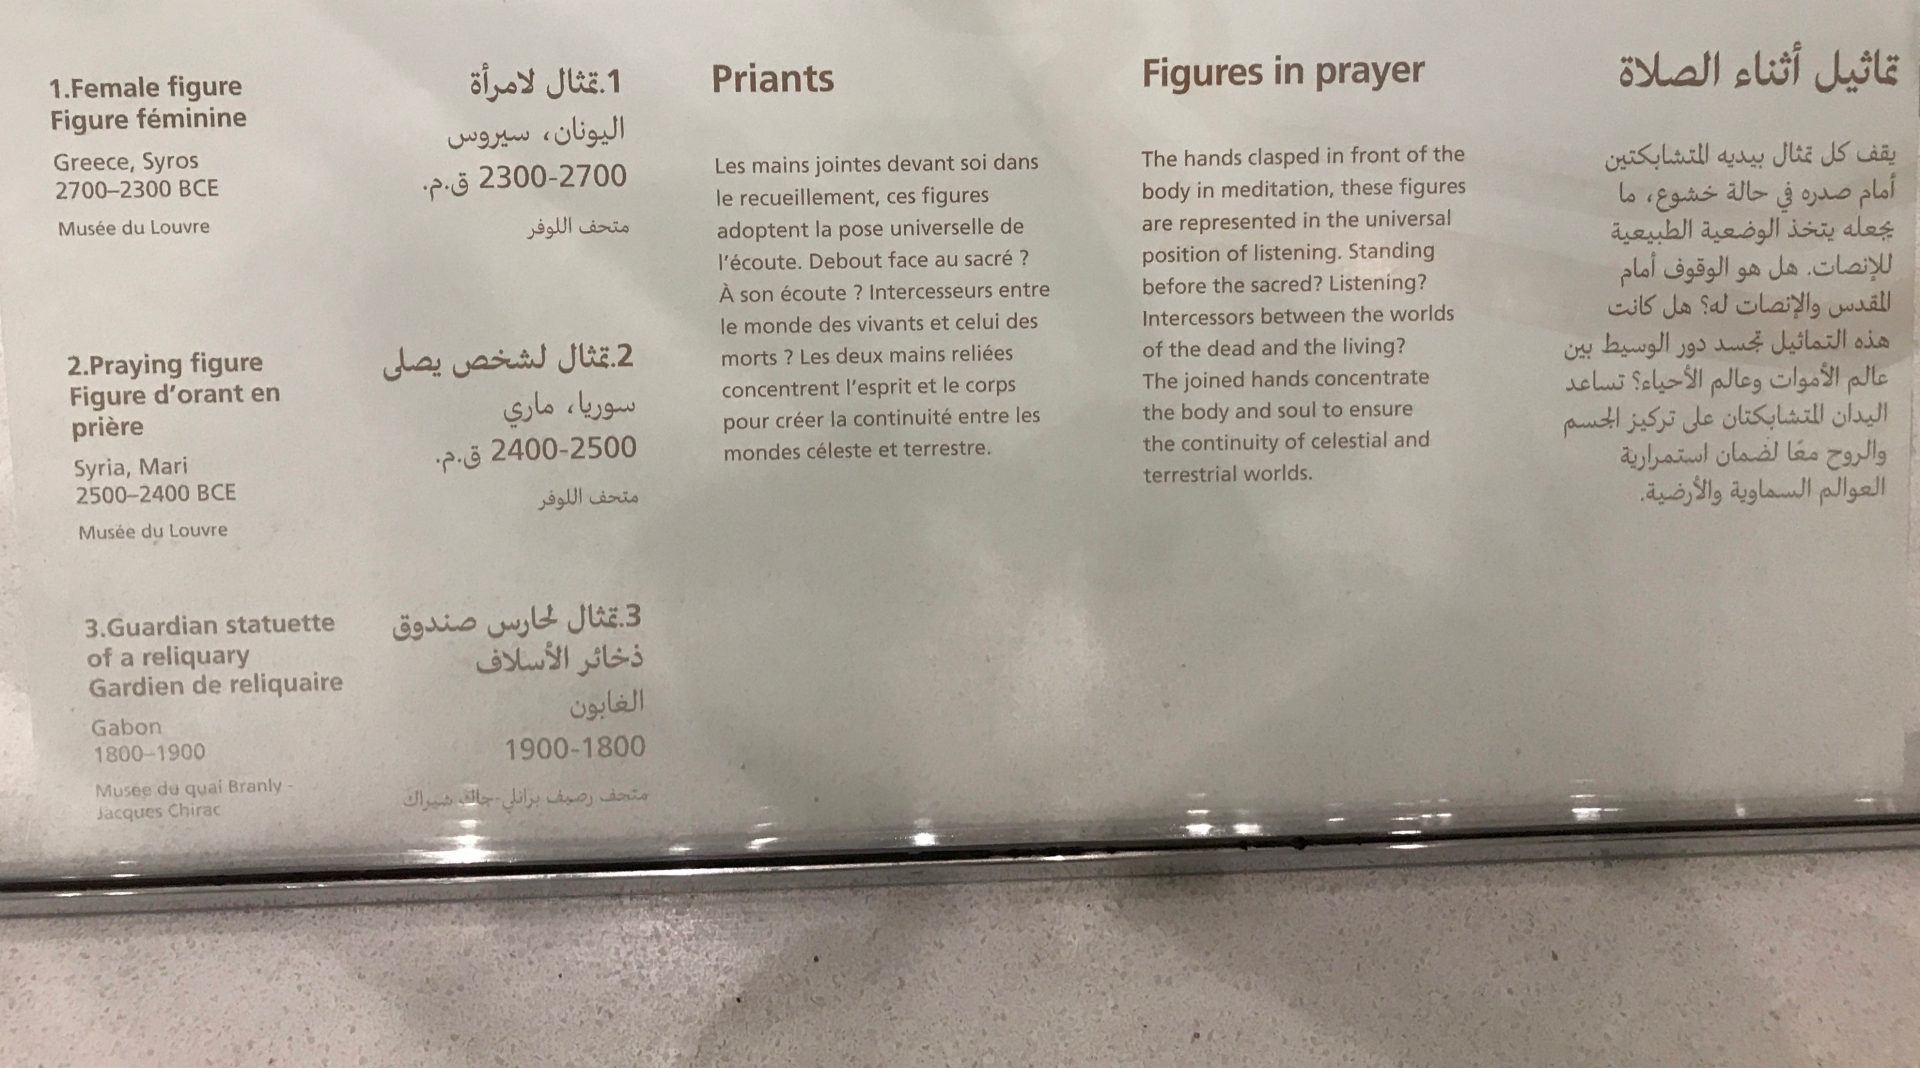 1.Female figure
Figure féminine
Greece, Syros
2700–2300 BCE
Musée du Louvre
2.Praying figure
Figure d'orant en
prière
Syria, Mari
2500–2400 BCE
Musée du Louvre
3.Guardian statuette
of a reliquary
Gardien de reliquaire
Gabon
1800–1900
Musée du quai Branly -
Jacques Chirac
1.تمثال لامرأة
اليونان، سيروس
2300-2700 ق.م.
متحف اللوفر
2.تمثال لشخص يصلى
سوريا، ماري
2400-2500 ق.م.
متحف اللوفر
3.تمثال لحارس صندوق
ذخائر الأسلاف
الغابون
1900-1800
متحف رصيف برانلي-جاك شيراك
Priants
Les mains jointes devant soi dans
le recueillement, ces figures
adoptent la pose universelle de
l'écoute. Debout face au sacré ?
À son écoute ? Intercesseurs entre
le monde des vivants et celui des
morts ? Les deux mains reliées
concentrent l'esprit et le corps
pour créer la continuité entre les
mondes céleste et terrestre.
Figures in prayer
The hands clasped in front of the
body in meditation, these figures
are represented in the universal
position of listening. Standing
before the sacred? Listening?
Intercessors between the worlds
of the dead and the living?
The joined hands concentrate
the body and soul to ensure
the continuity of celestial and
terrestrial worlds.
تماثيل أثناء الصلاة
يقف كل تمثال بيديه المتشابكتين
أمام صدره في حالة خشوع، ما
يجعله يتخذ الوضعية الطبيعية
للإنصات. هل هو الوقوف أمام
المقدس والإنصات له؟ هل كانت
هذه التماثيل تجسد دور الوسيط بين
عالم الأموات وعالم الأحياء؟ تساعد
اليدان المتشابكتان على تركيز الجسم
والروح معًا لضمان استمرارية
العوالم السماوية والأرضية.